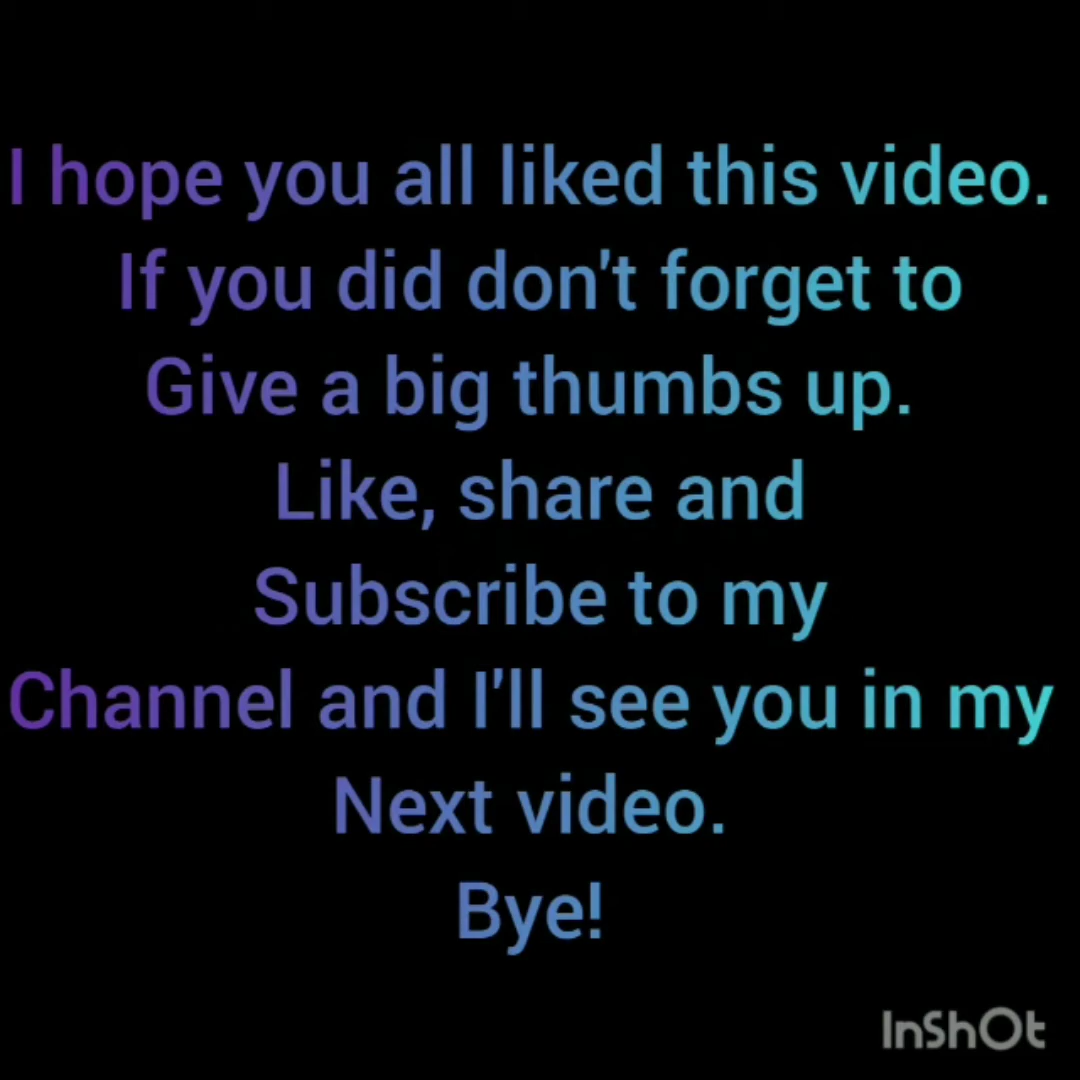 I hope you all liked this video.
If you did don't forget to
Give a big thumbs up.
Like, share and
Subscribe to my
Channel and I'll see you in my
Next video.
Bye!
InShOt